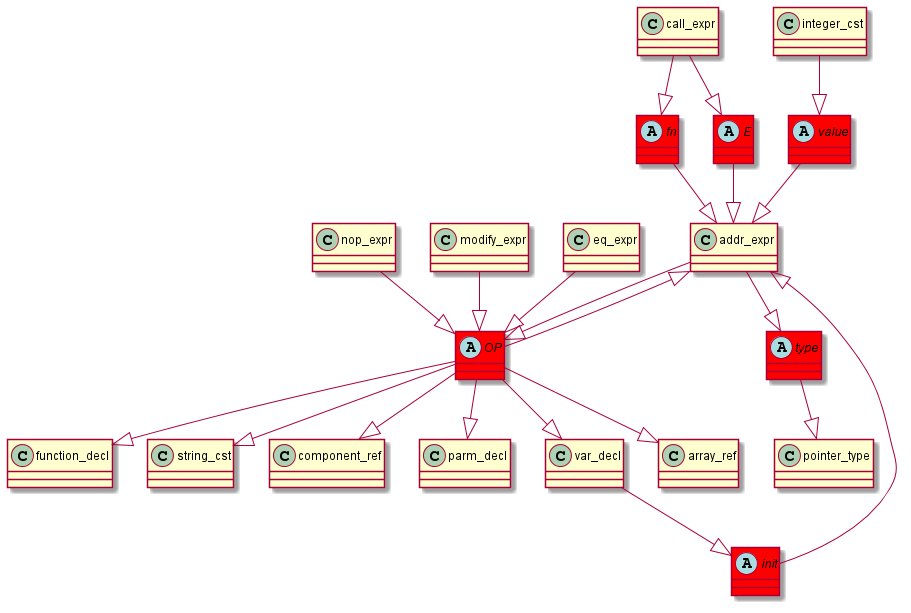 C call_expr
C integer_cst
A fn
A E
A value
C nop_expr
C modify_expr
C eq_expr
C addr_expr
A OP
A type
C function_decl
C string_cst
C component_ref
C parm_decl
C var_decl
C array_ref
C pointer_type
A init